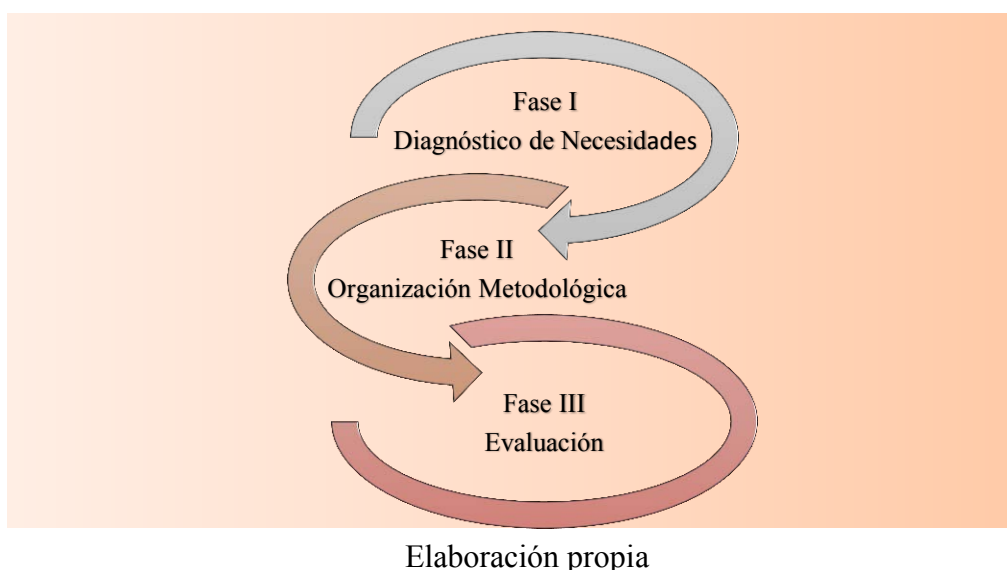 Fase I
Diagnóstico de Necesidades
Fase II
Organización Metodológica
Fase III
Evaluación
Elaboración propia